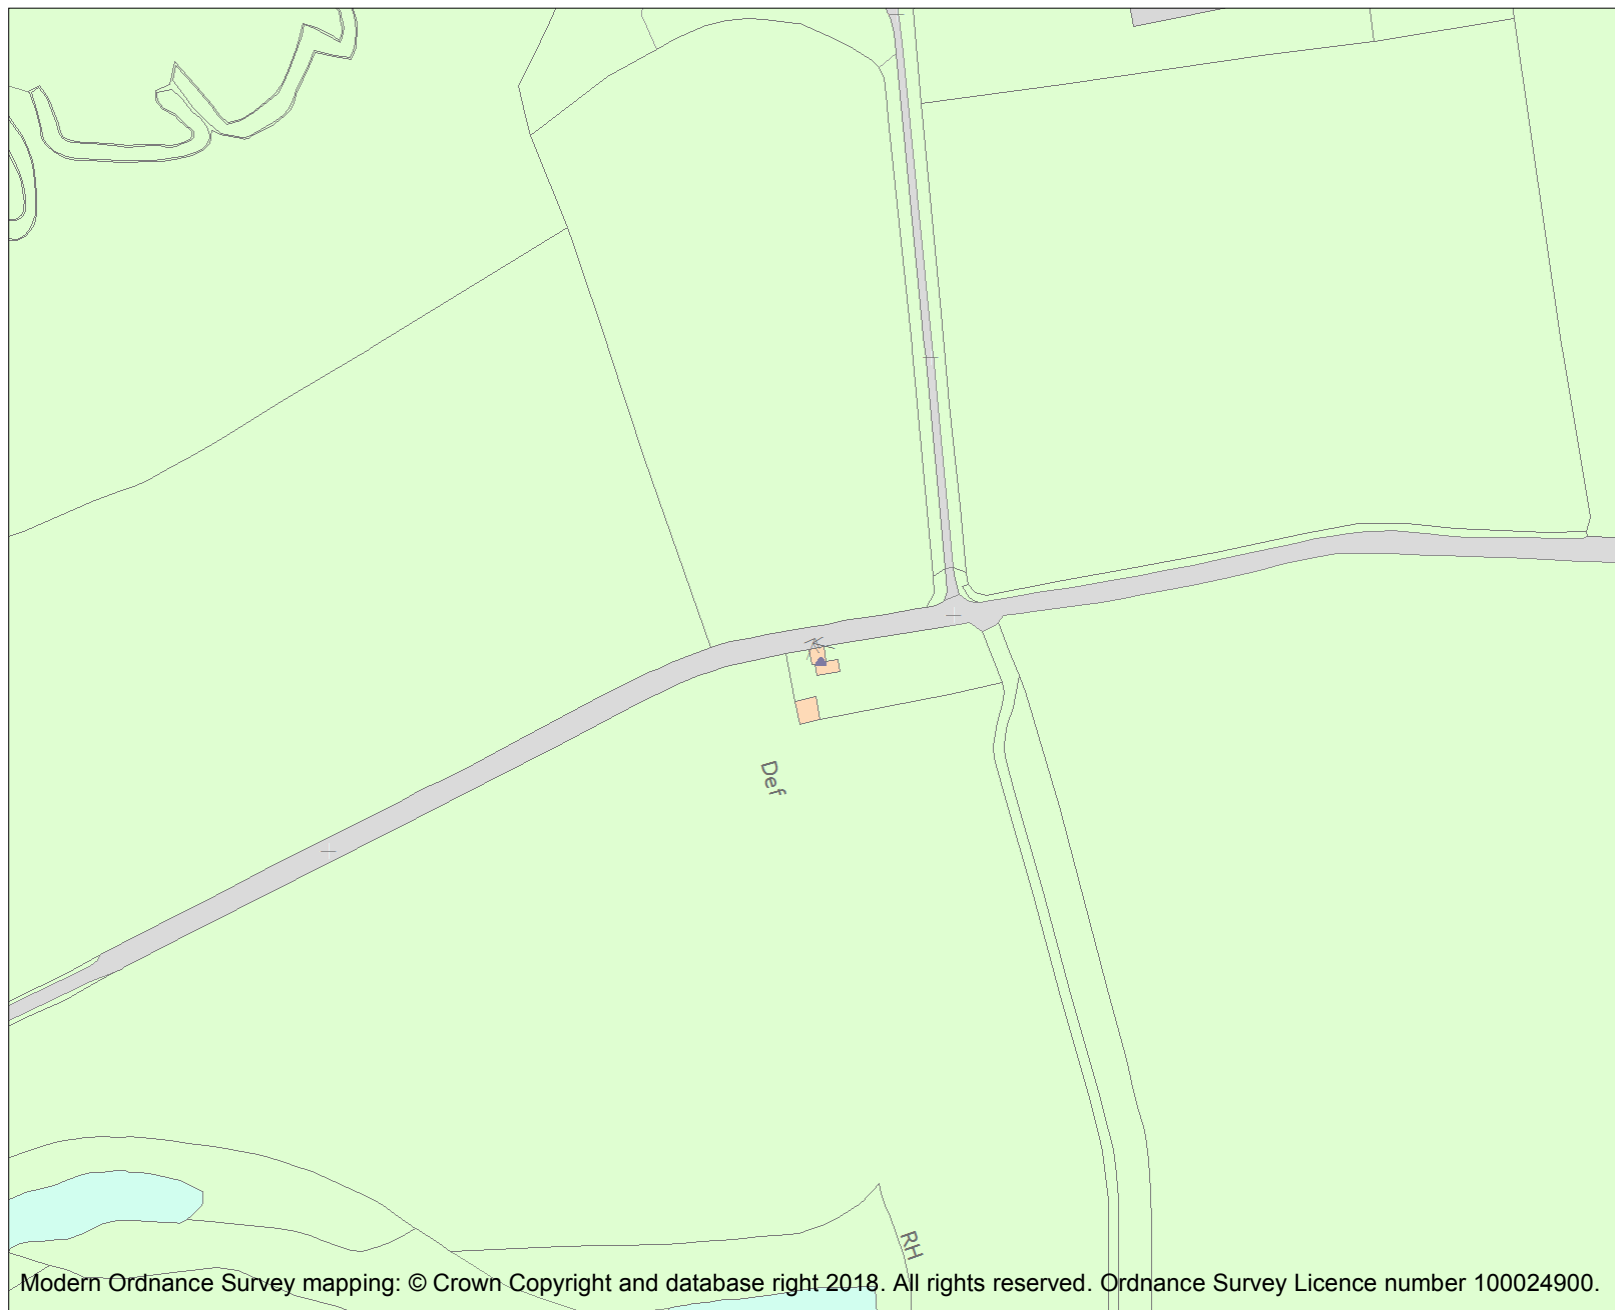 Def
RH
Modern Ordnance Survey mapping: © Crown Copyright and database right 2018. All rights reserved. Ordnance Survey Licence number 100024900.